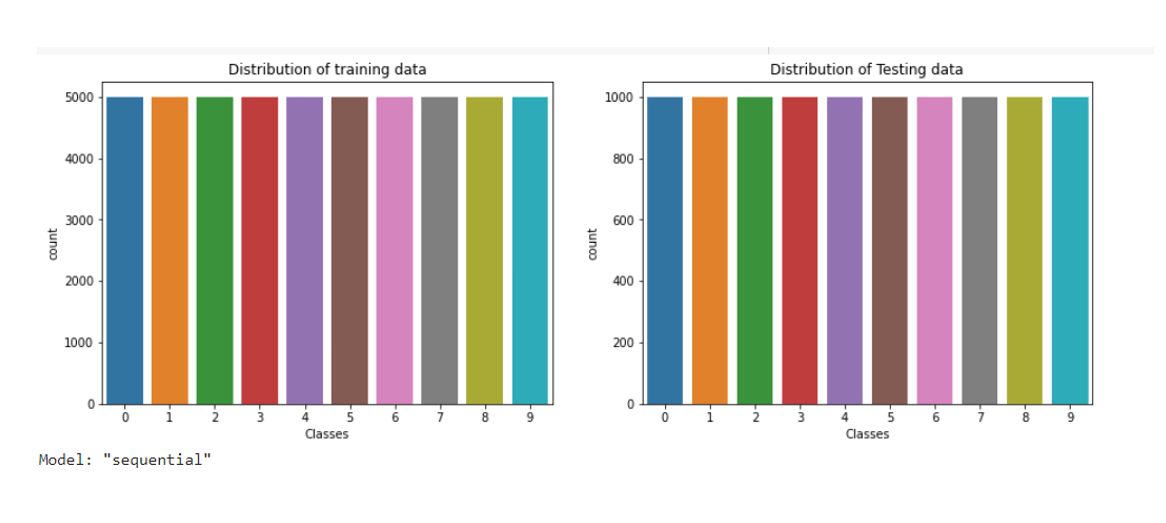 Distribution of training data
5000
4000
3000
2000
1000
0
count
0 1 2 3 4 5 6 7 8 9
Classes
Distribution of Testing data
1000
800
600
400
200
0
count
0 1 2 3 4 5 6 7 8 9
Classes
Model: "sequential"